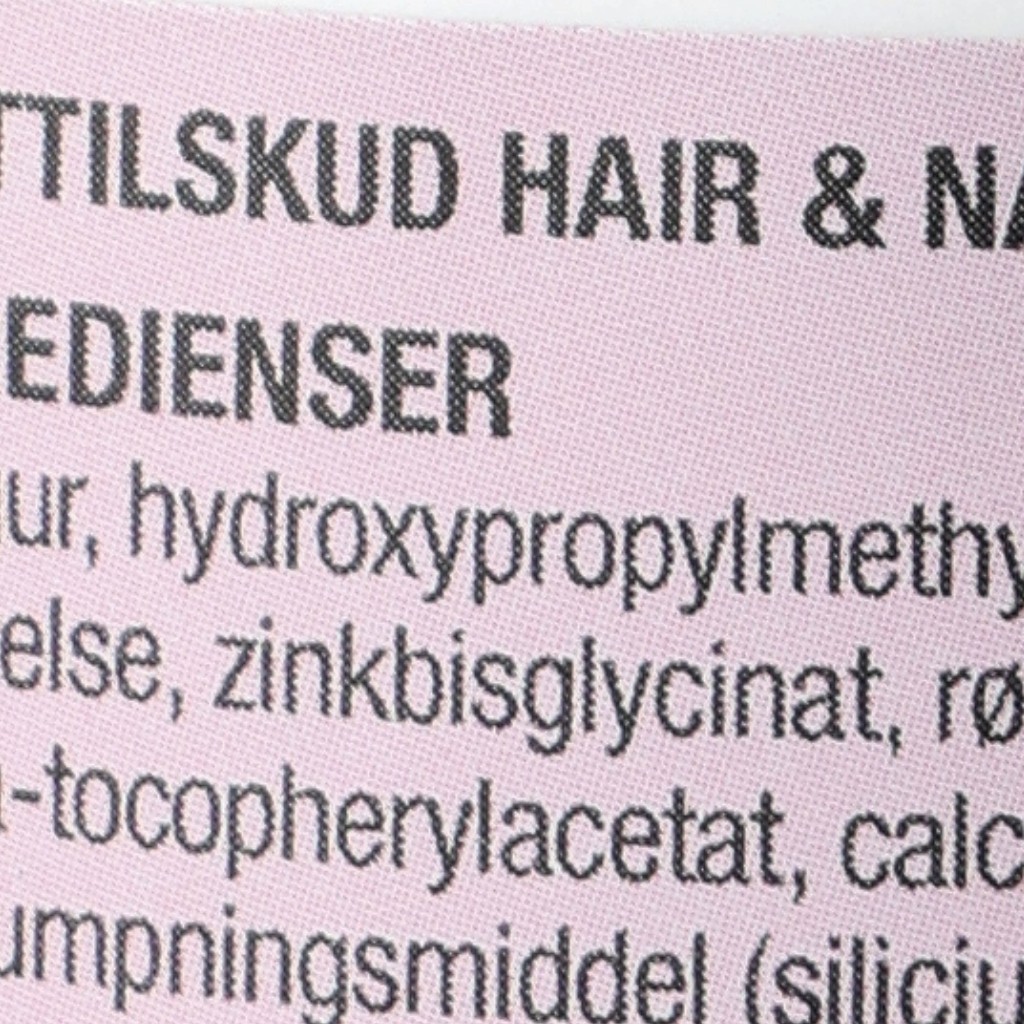 TTILSKUD HAIR & NA
EDIENSER
ur, hydroxypropylmethy
else, zinkbisglycinat, rø
-tocopherylacetat, calc
umpningsmiddel (siliciu